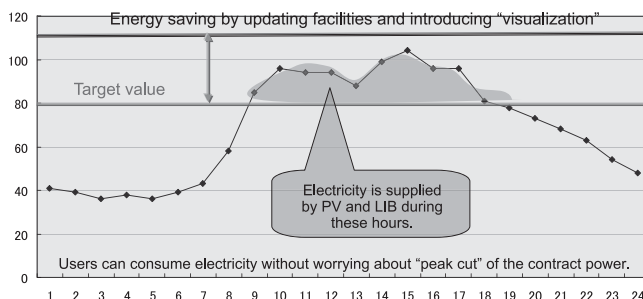 Energy saving by updating facilities and introducing “visualization”
120
100
Target value
80
60
Electricity is supplied
by PV and LIB during
these hours.
40
20
Users can consume electricity without worrying about “peak cut” of the contract power.
0
1 2 3 4 5 6 7 8 9 10 11 12 13 14 15 16 17 18 19 20 21 22 23 24